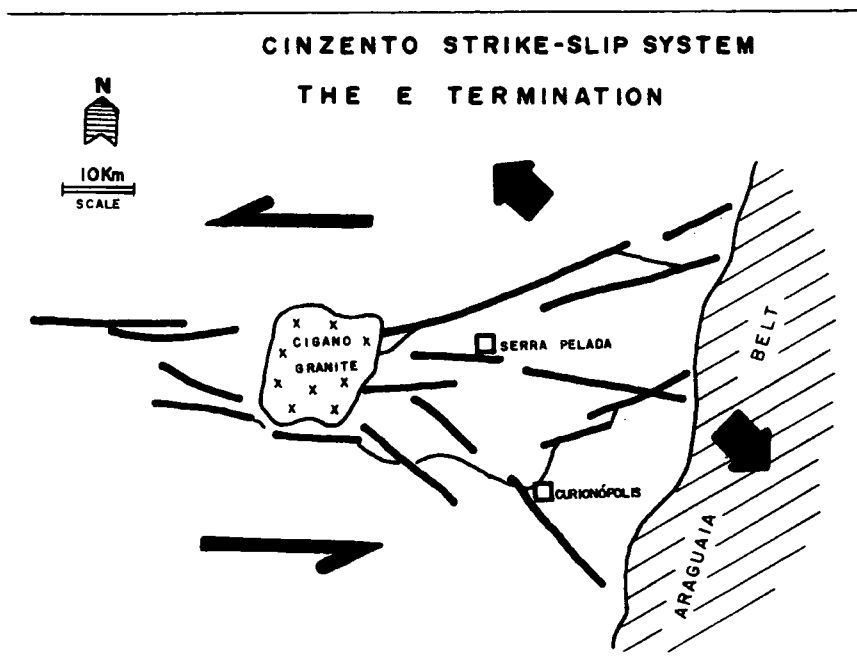 CINZENTO STRIKE-SLIP SYSTEM
THE E TERMINATION
N
10Km
SCALE
CIGANO
GRANITE
SERRA PELADA
CURIONÓPOLIS
ARAGUAIA BELT